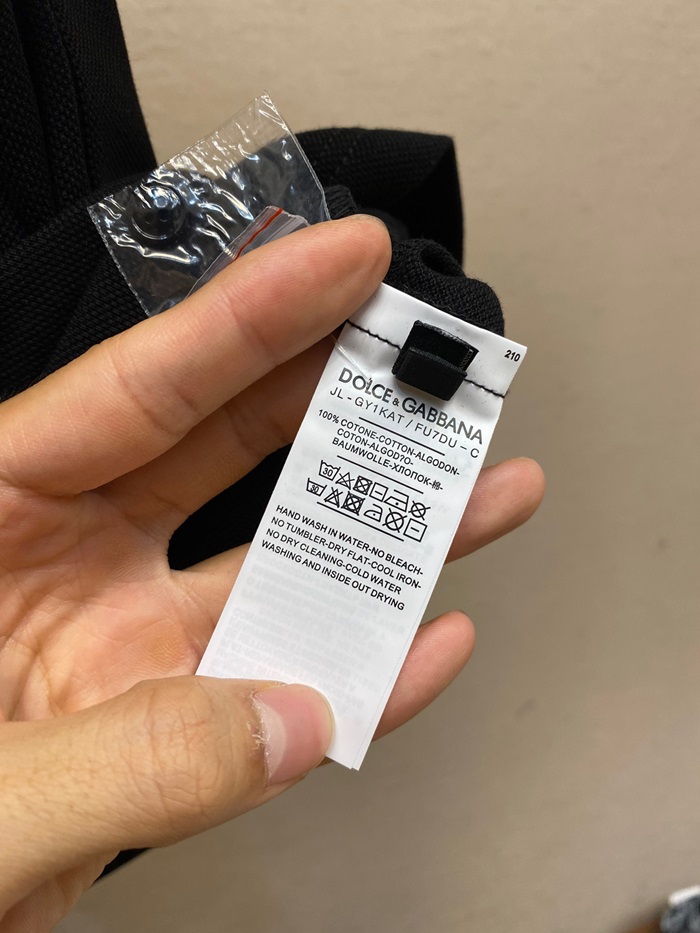 210
DOLCE & GABBANA
JL - GY1KAT / FU7DU - C
100% COTONE-COTTON-ALGODON-
COTON-ALGOD?O-
BAUMWOLLE-ХЛОПОК-棉-
30
30
HAND WASH IN WATER-NO BLEACH-
NO TUMBLER-DRY FLAT-COOL IRON-
NO DRY CLEANING-COLD WATER
WASHING AND INSIDE OUT DRYING